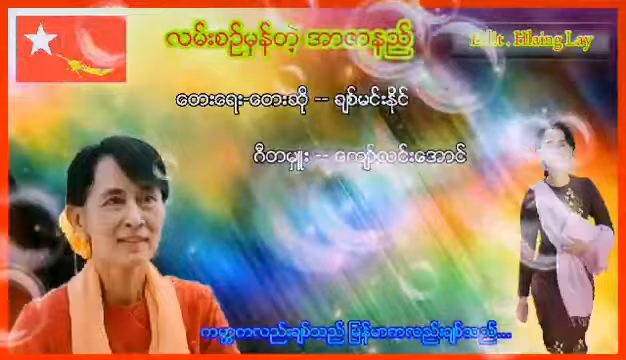 လမ်းစဉ်မှန်တဲ့ အာဇာနည်
Edit. Hlaing Lay
တေးရေး-တေးဆို -- ချစ်မင်းနိုင်
ဂီတမှူး -- ကျော်လင်းအောင်
ကမ္ဘာကလည်းချစ်သည် မြန်မာကလည်းချစ်သည်...